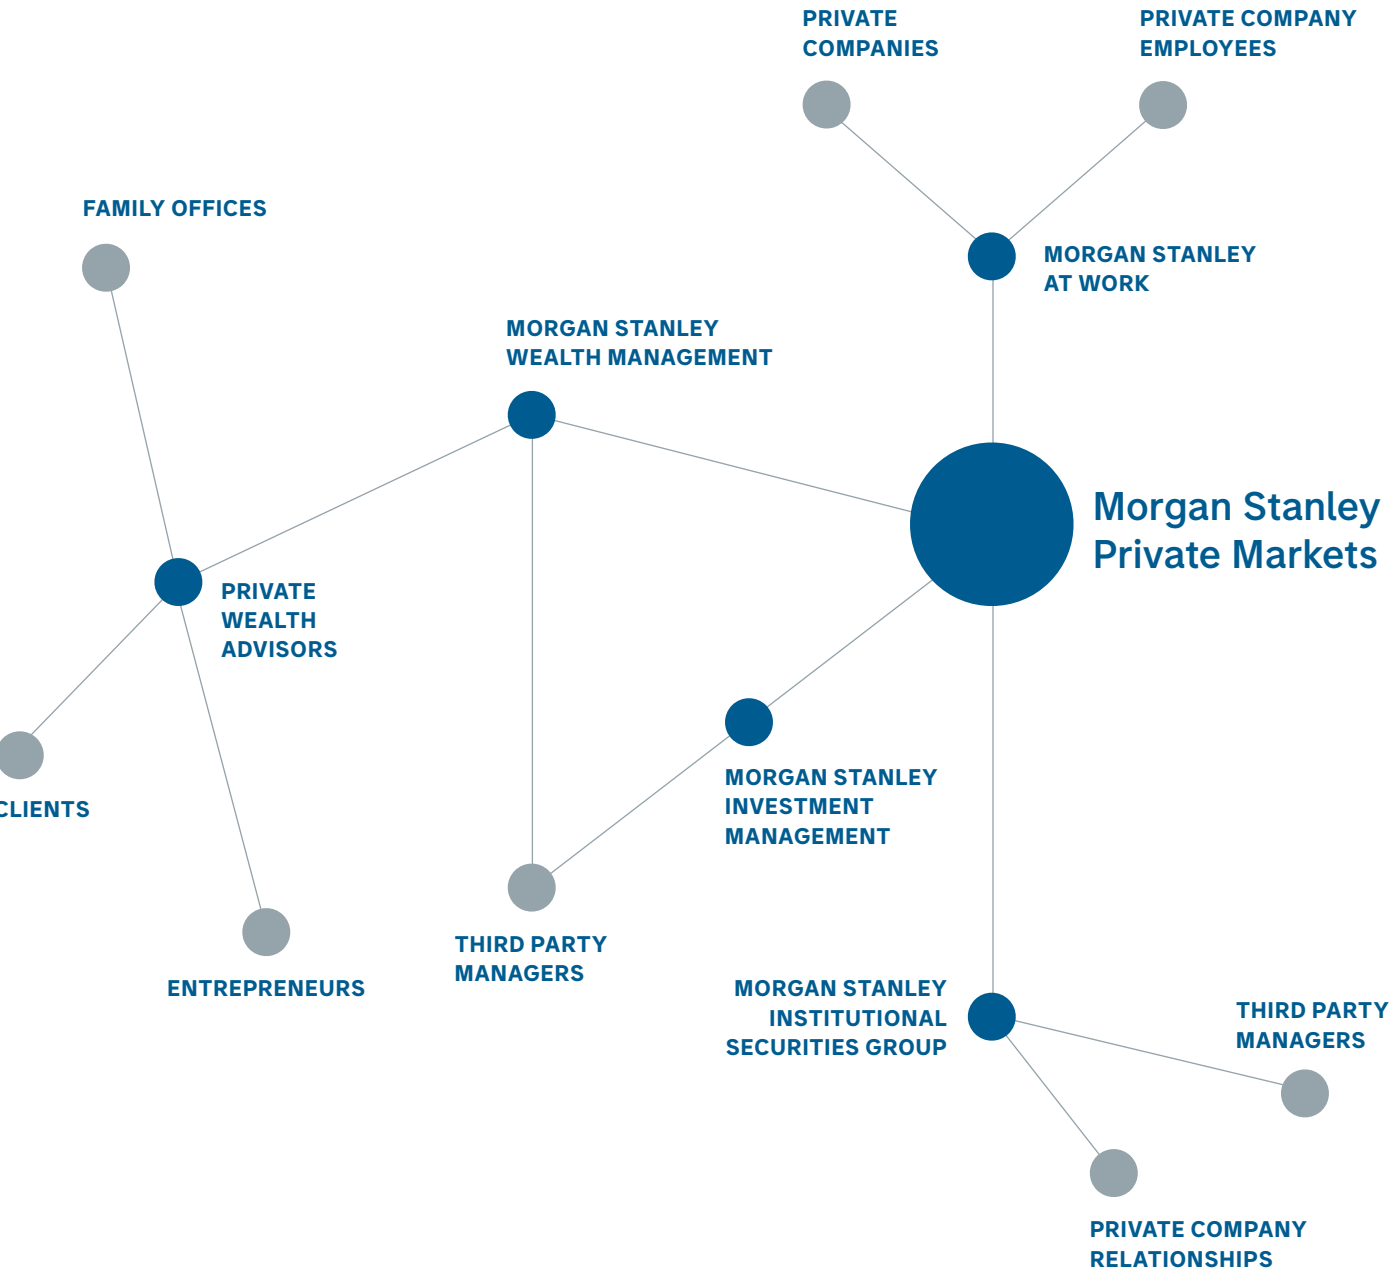 PRIVATE
COMPANIES
PRIVATE COMPANY
EMPLOYEES
FAMILY OFFICES
MORGAN STANLEY
AT WORK
MORGAN STANLEY
WEALTH MANAGEMENT
Morgan Stanley
Private Markets
PRIVATE
WEALTH
ADVISORS
CLIENTS
MORGAN STANLEY
INVESTMENT
MANAGEMENT
THIRD PARTY
MANAGERS
ENTREPRENEURS
MORGAN STANLEY
INSTITUTIONAL
SECURITIES GROUP
THIRD PARTY
MANAGERS
PRIVATE COMPANY
RELATIONSHIPS